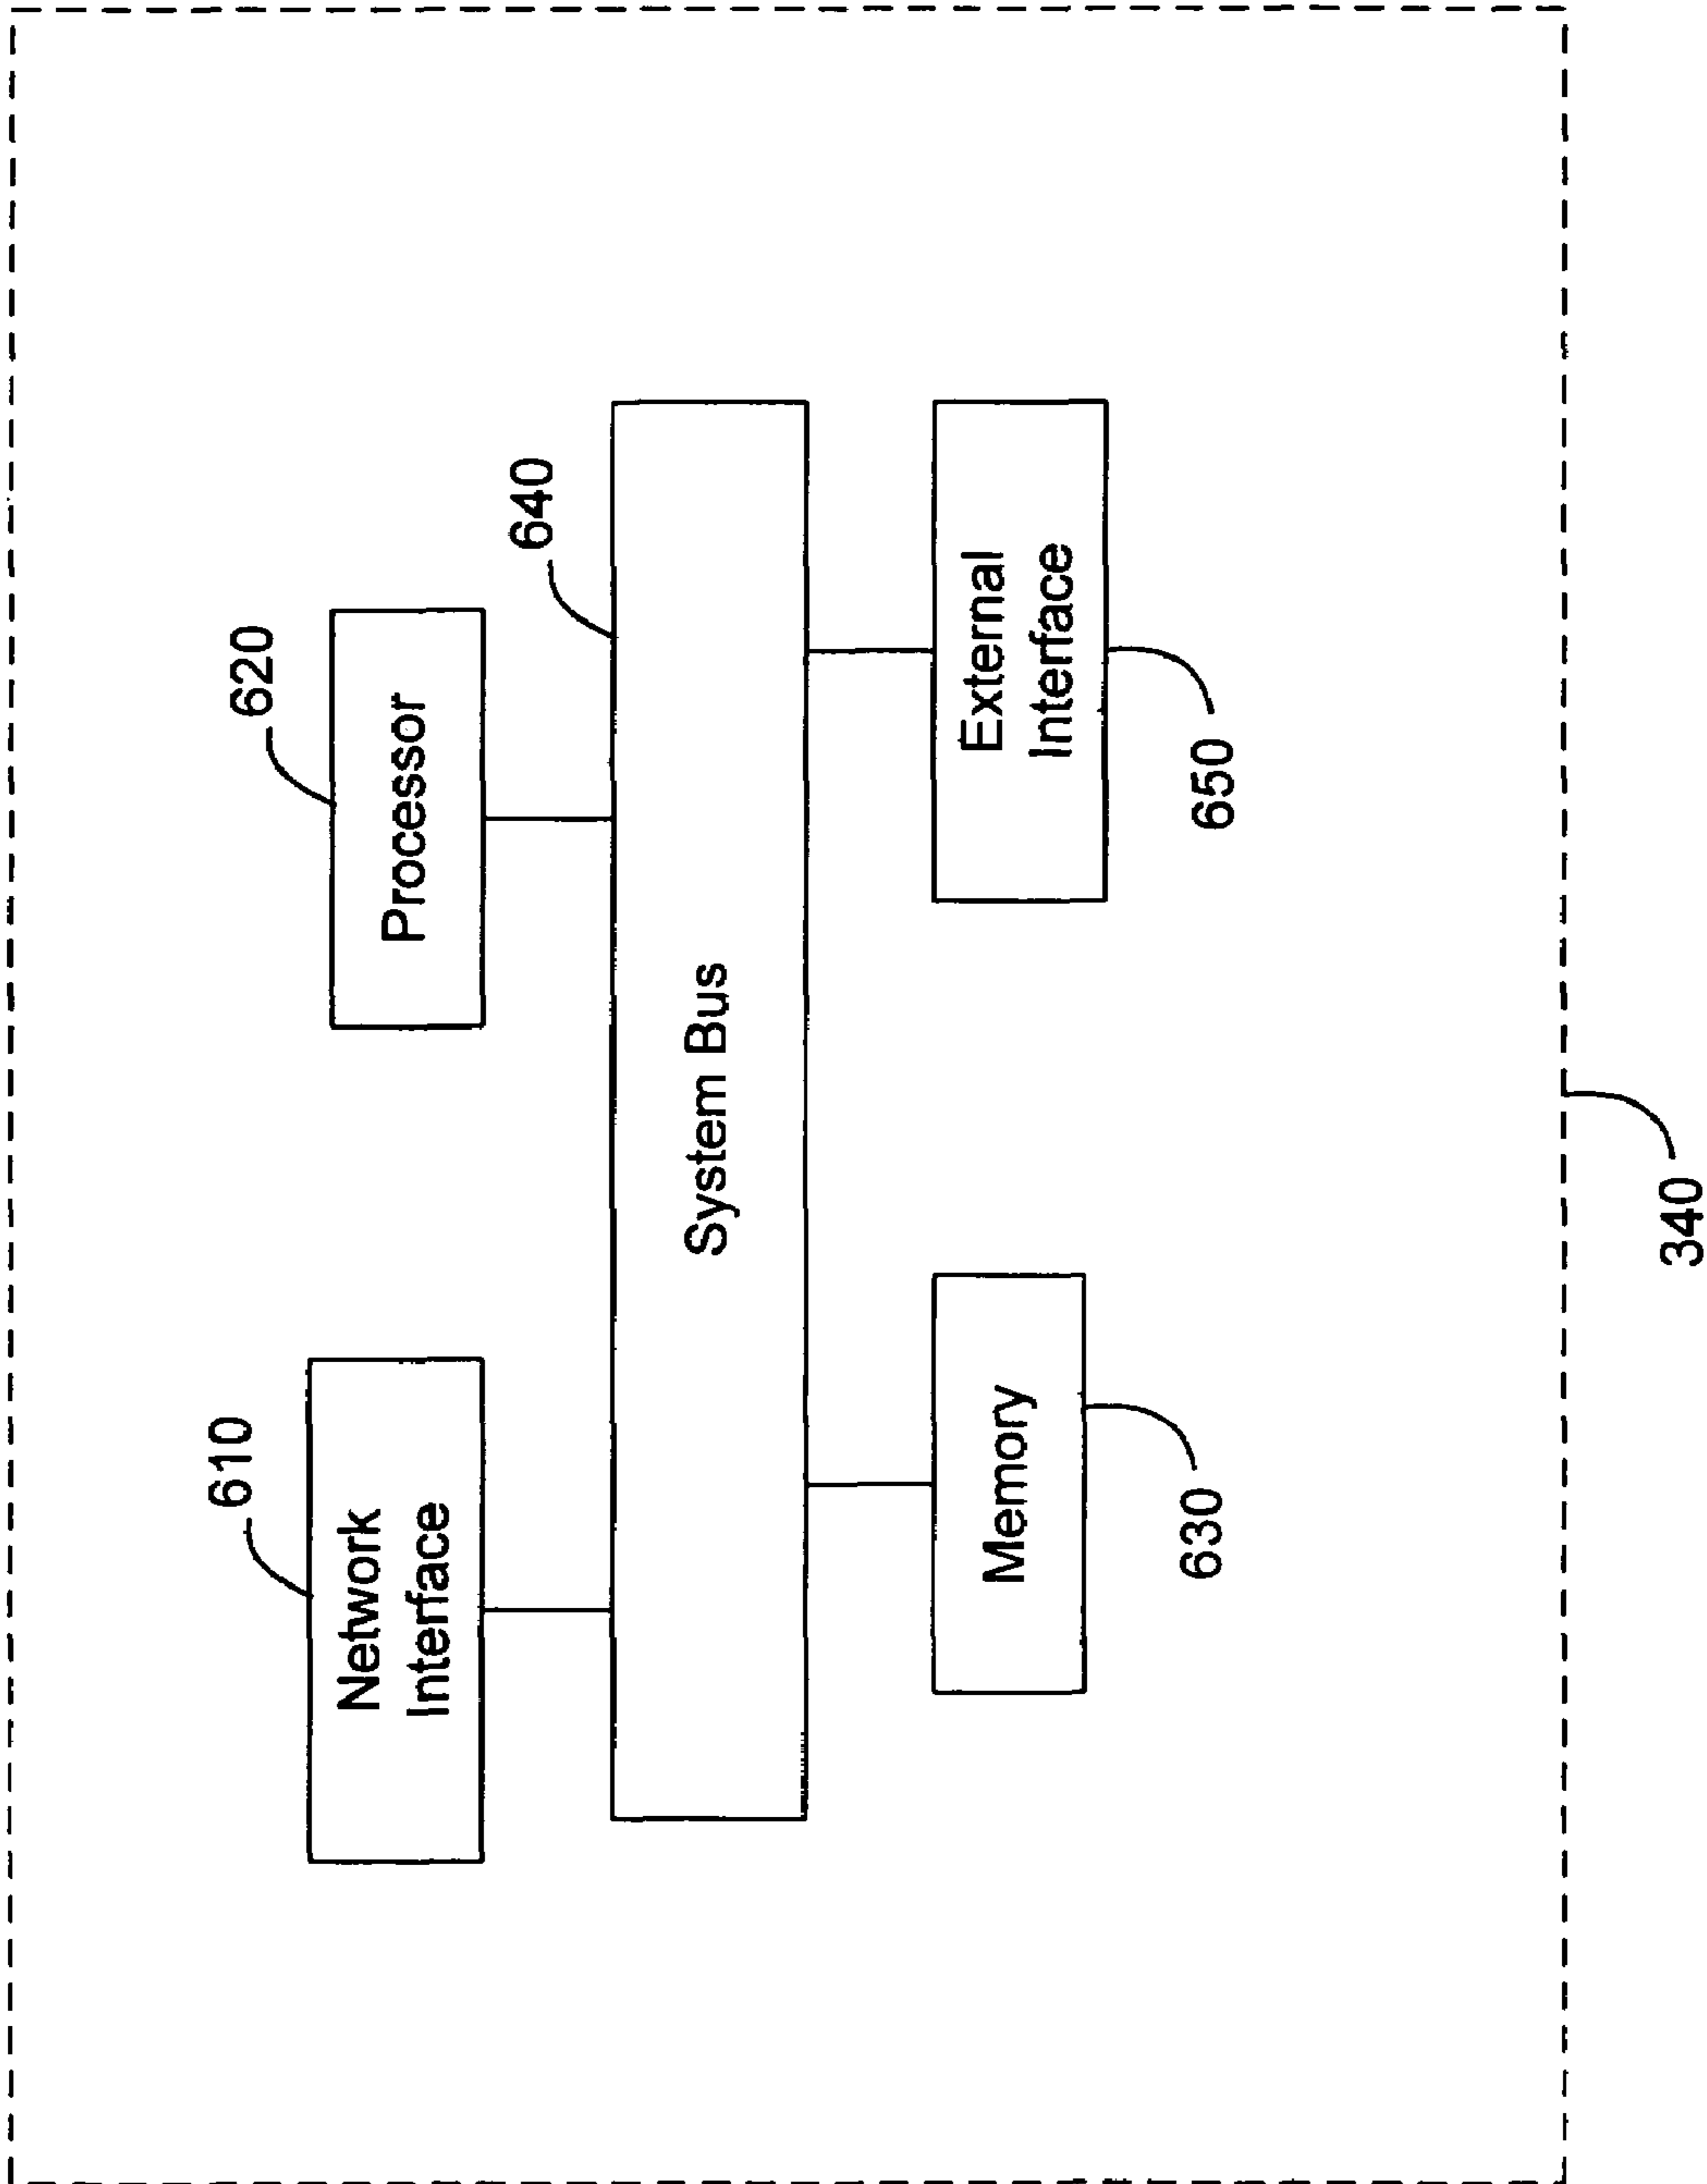 610
620
Network
Interface
Processor
640
System Bus
Memory
External
Interface
630
650
340